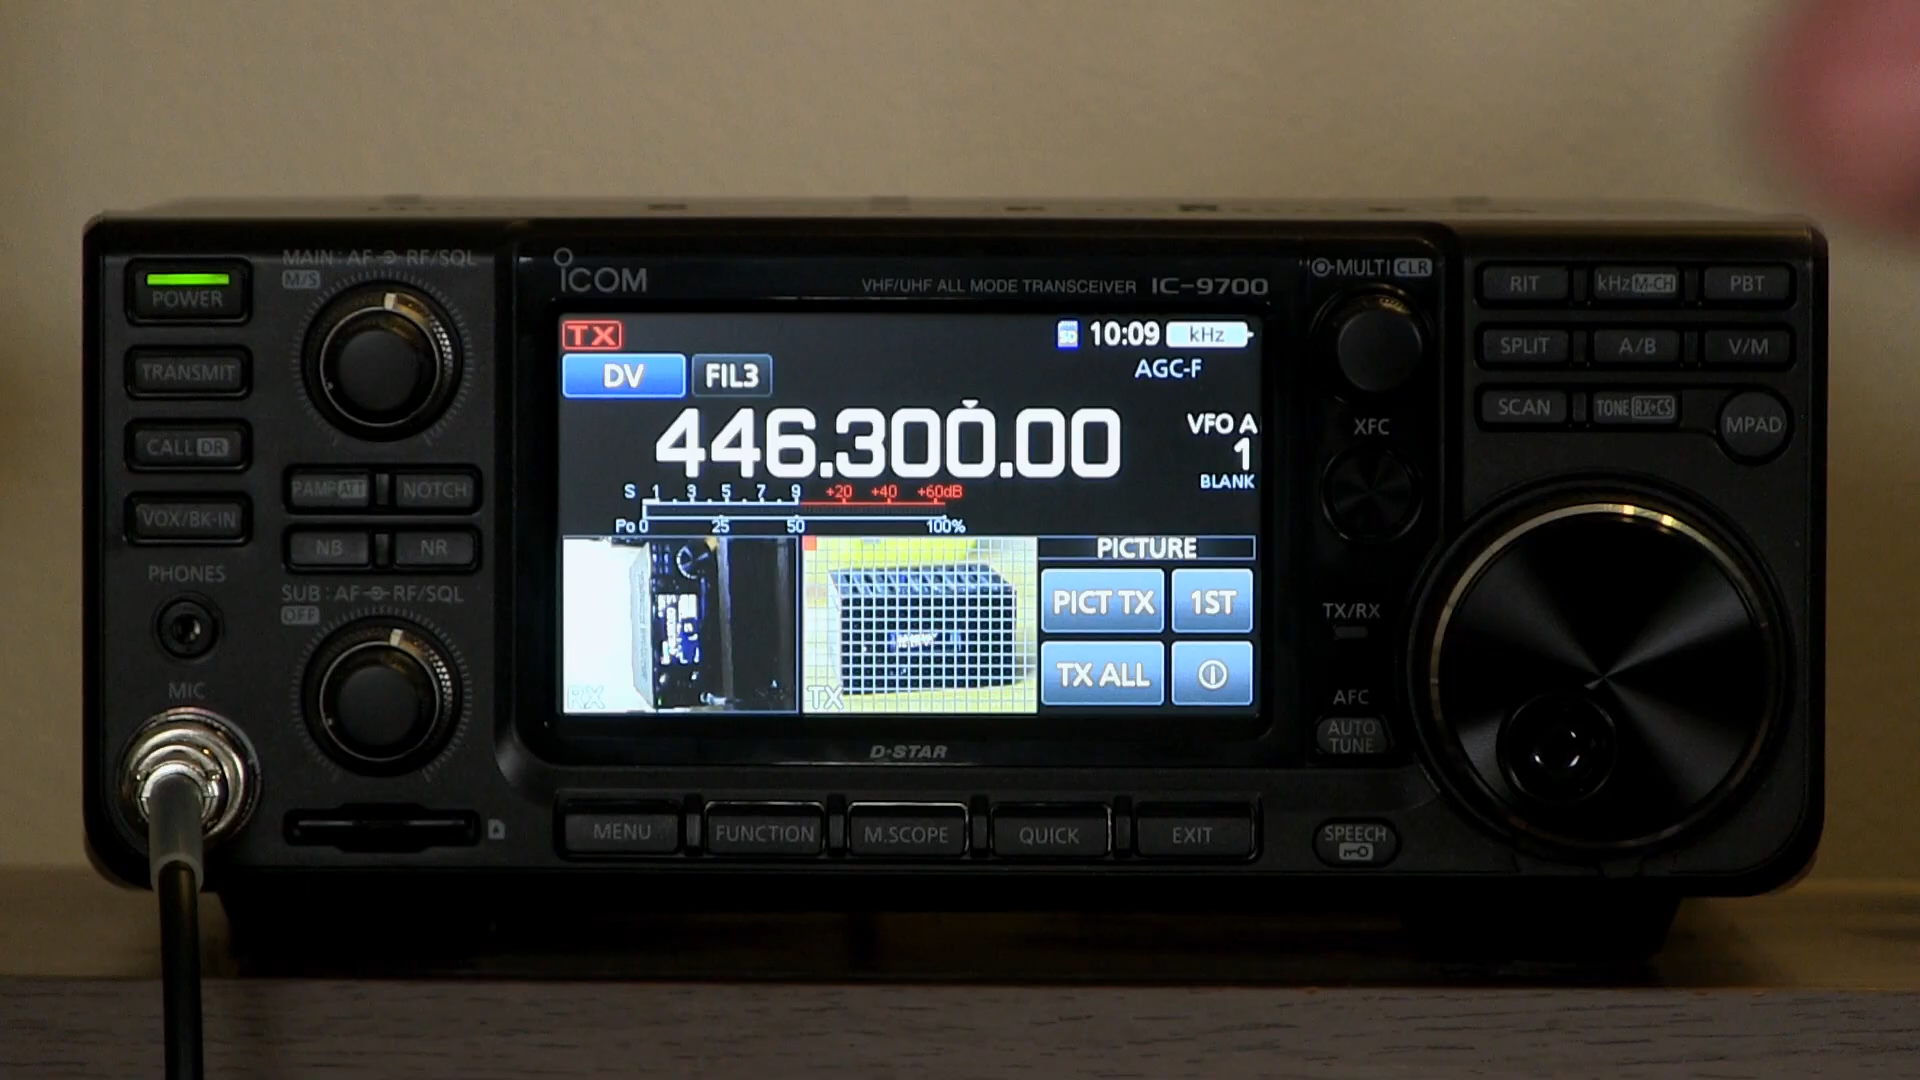 MAIN : AF RF/SQL
M/S
POWER
TRANSMIT
CALL DR
VOX/BK-IN
PHONES
MIC
P.AMP ATT NOTCH
NB NR
SUB : AF RF/SQL
OFF
ICOM
VHF/UHF ALL MODE TRANSCEIVER IC-9700
TX
SD 10:09 kHz
DV FIL3
AGC-F
446.300.00
VFO A
1
BLANK
S 1 3 5 7 9 +20 +40 +60dB
Po 0 25 50 100%
RX
TX
PICTURE
PICT TX 1ST
TX ALL
D-STAR
MENU FUNCTION M.SCOPE QUICK EXIT
MULTI CLR
XFC
TX/RX
AFC
AUTO
TUNE
SPEECH
RIT kHz M-CH PBT
SPLIT A/B V/M
SCAN TONE RX>CS MPAD